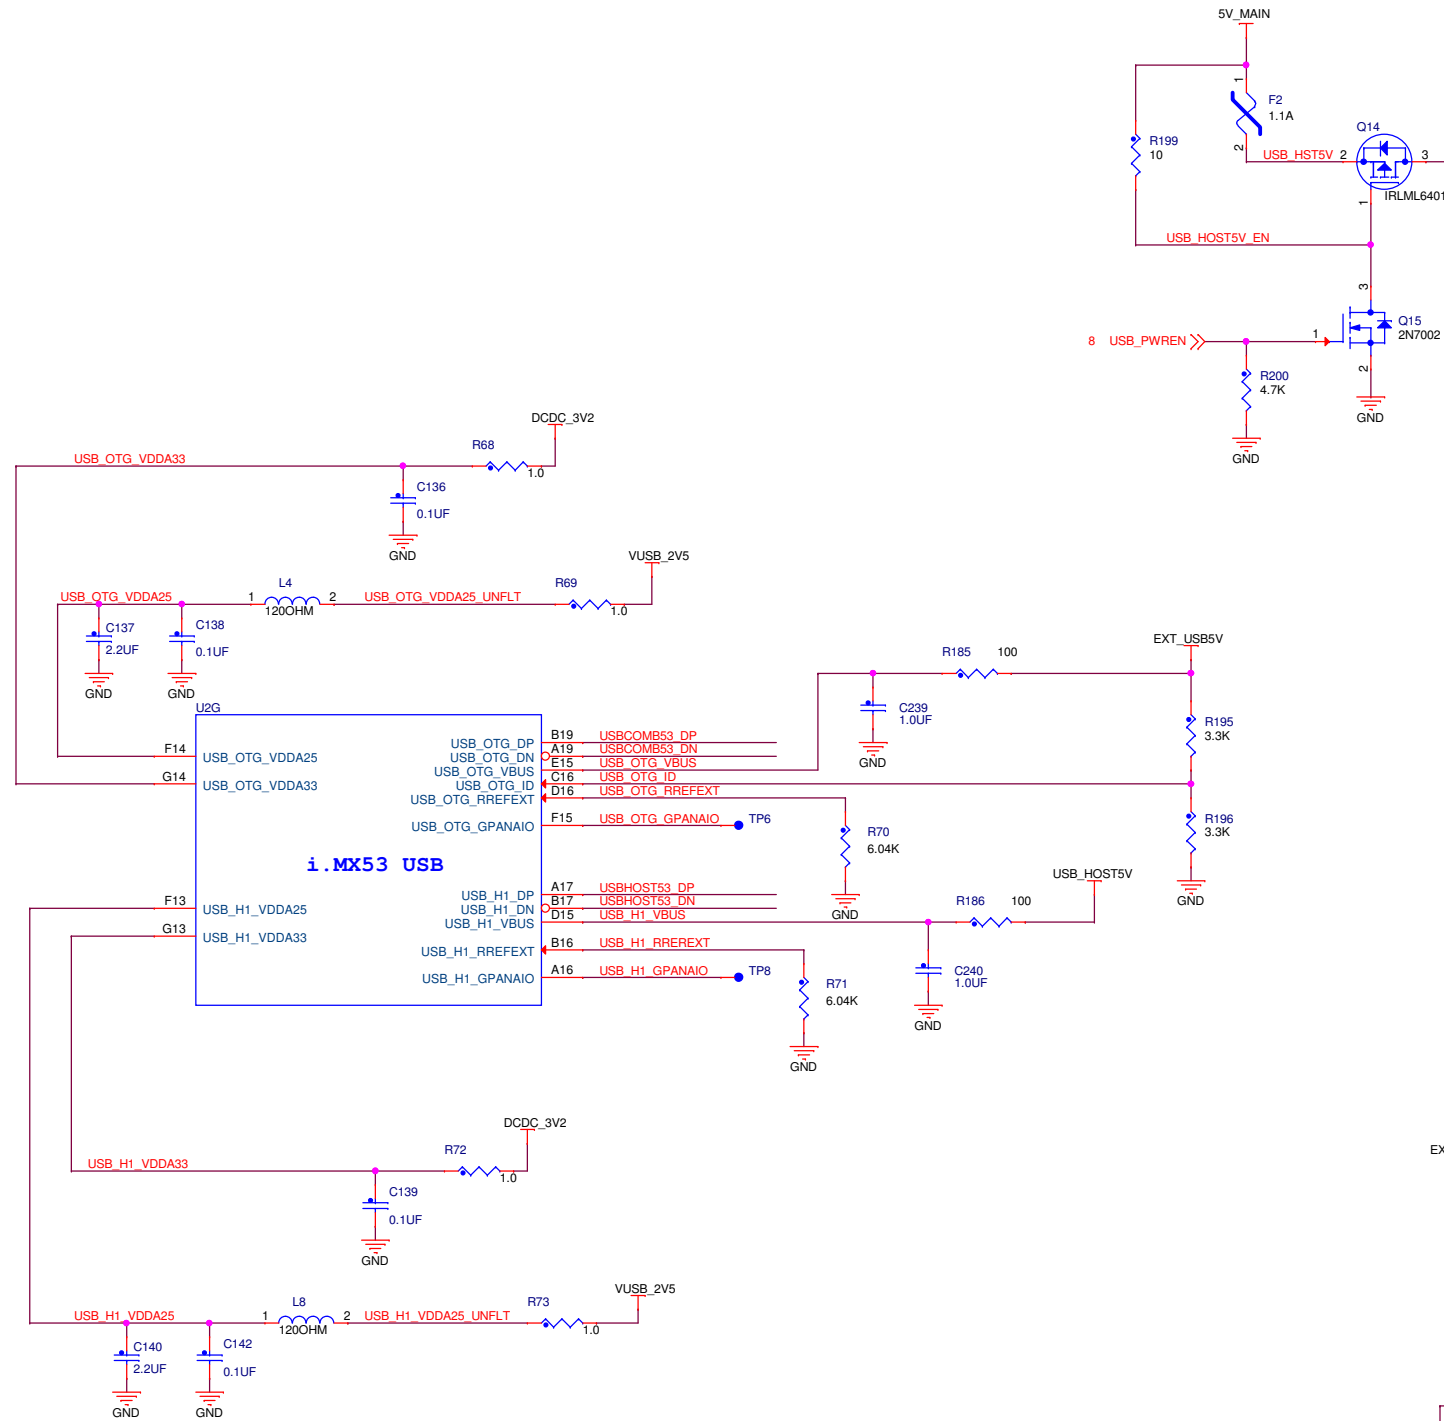 5V_MAIN
1
F2
1.1A
2
R199
10
Q14
USB_HST5V
2
3
1
IRLML6401
USB_HOST5V_EN
3
Q15
2N7002
1
2
8
USB_PWREN
R200
4.7K
GND
GND
DCDC_3V2
R68
USB_OTG_VDDA33
1.0
C136
0.1UF
GND
VUSB_2V5
L4
R69
USB_OTG_VDDA25
1
2
USB_OTG_VDDA25_UNFLT
120OHM
1.0
C137
2.2UF
C138
0.1UF
GND
GND
EXT_USB5V
R185
100
U2G
C239
1.0UF
GND
R195
3.3K
USB_OTG_DP
B19
USBCOMB53_DP
F14
USB_OTG_VDDA25
USB_OTG_DN
A19
USBCOMB53_DN
USB_OTG_VBUS
E15
USB_OTG_VBUS
G14
USB_OTG_VDDA33
USB_OTG_ID
C16
USB_OTG_ID
USB_OTG_RREFEXT
D16
USB_OTG_RREFEXT
USB_OTG_GPANAIO
F15
USB_OTG_GPANAIO
TP6
R70
6.04K
GND
R196
3.3K
GND
i.MX53 USB
USB_HOST5V
USB_H1_DP
A17
USBHOST53_DP
F13
USB_H1_VDDA25
USB_H1_DN
B17
USBHOST53_DN
USB_H1_VBUS
D15
USB_H1_VBUS
R186
100
G13
USB_H1_VDDA33
USB_H1_RREFEXT
B16
USB_H1_RREREXT
USB_H1_GPANAIO
A16
USB_H1_GPANAIO
TP8
R71
6.04K
GND
C240
1.0UF
GND
DCDC_3V2
R72
USB_H1_VDDA33
1.0
C139
0.1UF
GND
EX
VUSB_2V5
L8
R73
USB_H1_VDDA25
1
2
USB_H1_VDDA25_UNFLT
120OHM
1.0
C140
2.2UF
C142
0.1UF
GND
GND